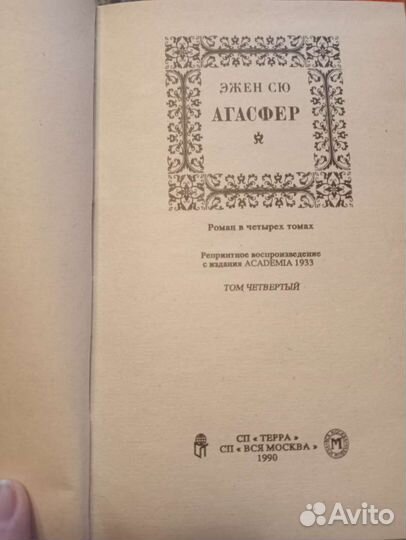 ЭЖЕН СЮ
АГАСФЕР
Роман в четырех томах
Репринтное воспроизведение
с издания ACADEMIA 1933
ТОМ ЧЕТВЕРТЫЙ
СП « ТЕРРА »
СП « ВСЯ МОСКВА »
1990
М
Avito